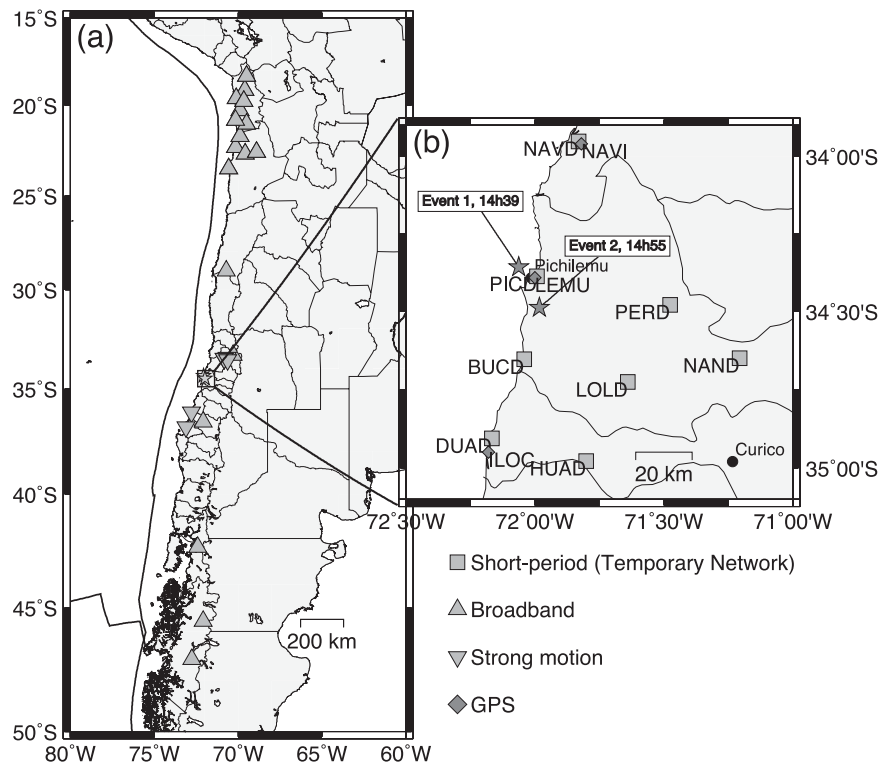 (a)
15°S
20°S
25°S
30°S
35°S
40°S
45°S
50°S
80°W
75°W
70°W
65°W
60°W
200 km
(b)
NAVD NAVI
Event 1, 14h39
Event 2, 14h55
Pichilemu
PICD LEMU
PERD
BUCD
NAND
LOLD
DUAD
ILOC
HUAD
Curico
20 km
34°00'S
34°30'S
35°00'S
72°30'W
72°00'W
71°30'W
71°00'W
Short-period (Temporary Network)
Broadband
Strong motion
GPS